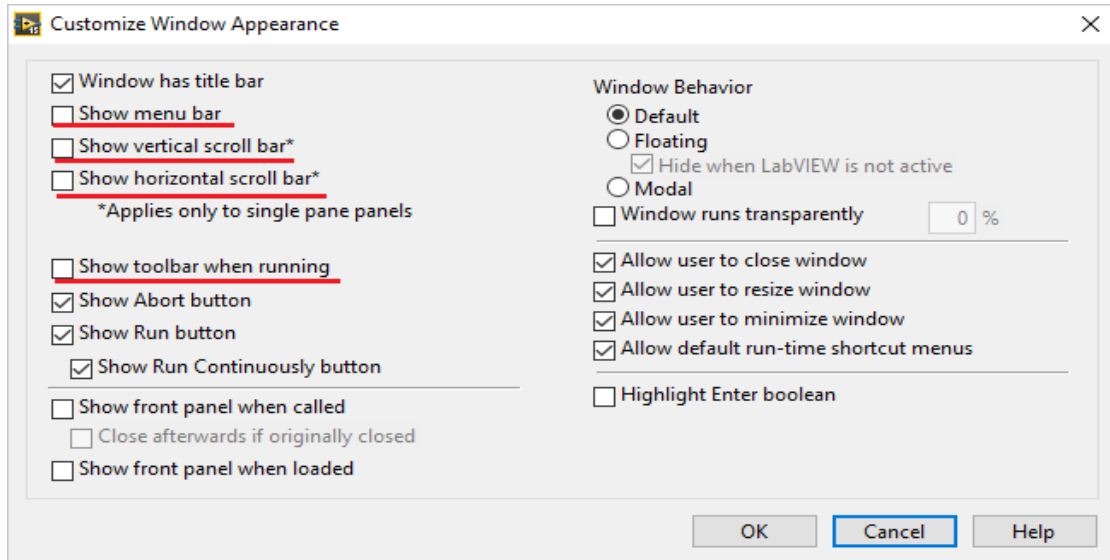 Customize Window Appearance
Window has title bar
Show menu bar
Show vertical scroll bar*
Show horizontal scroll bar*
*Applies only to single pane panels
Show toolbar when running
Show Abort button
Show Run button
Show Run Continuously button
Show front panel when called
Close afterwards if originally closed
Show front panel when loaded
Window Behavior
Default
Floating
Hide when LabVIEW is not active
Modal
Window runs transparently 0 %
Allow user to close window
Allow user to resize window
Allow user to minimize window
Allow default run-time shortcut menus
Highlight Enter boolean
OK Cancel Help